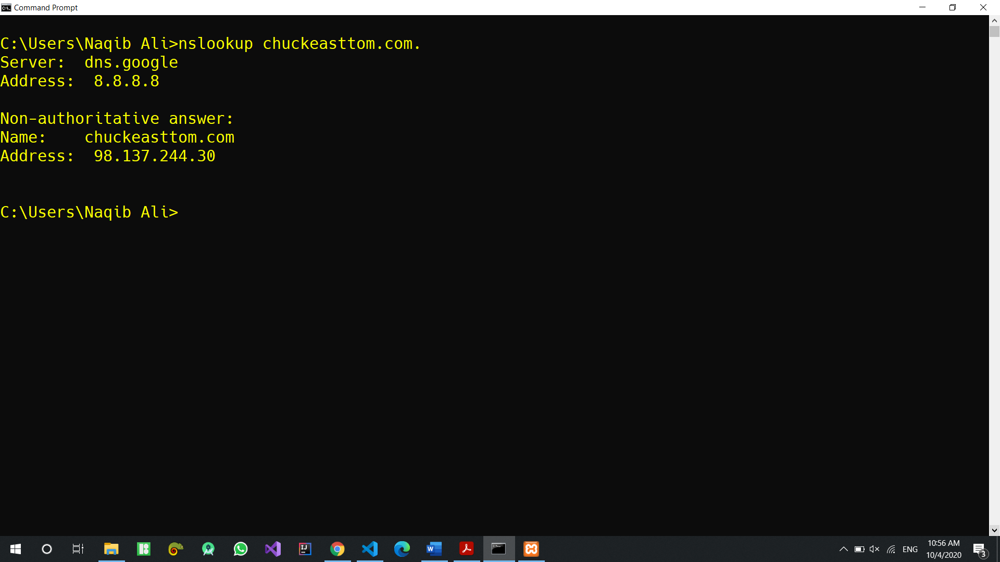 Command Prompt
C:\Users\Naqib Ali>nslookup chuckeasttom.com.
Server:  dns.google
Address:  8.8.8.8
Non-authoritative answer:
Name:    chuckeasttom.com
Address:  98.137.244.30
C:\Users\Naqib Ali>
ENG
10:56 AM
10/4/2020
3